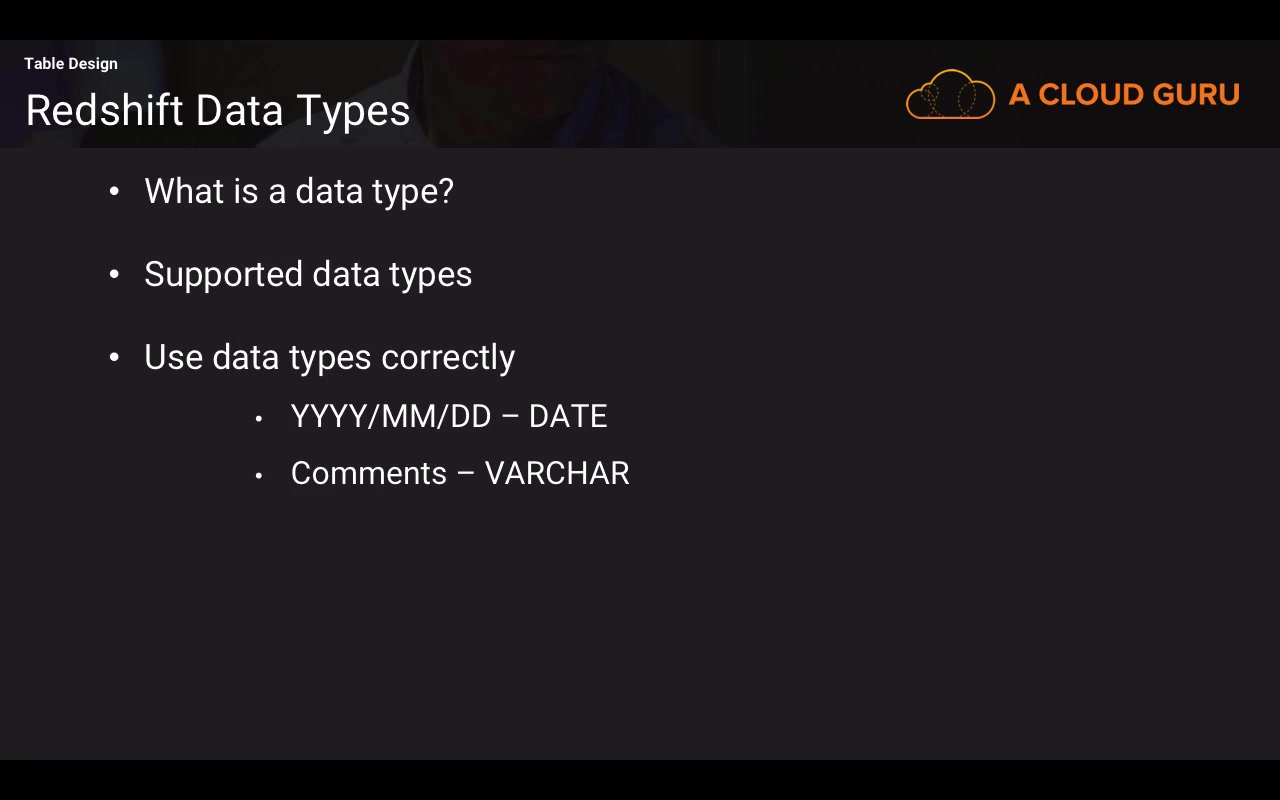 Table Design
Redshift Data Types
A CLOUD GURU
• What is a data type?
• Supported data types
• Use data types correctly
• YYYY/MM/DD – DATE
• Comments – VARCHAR